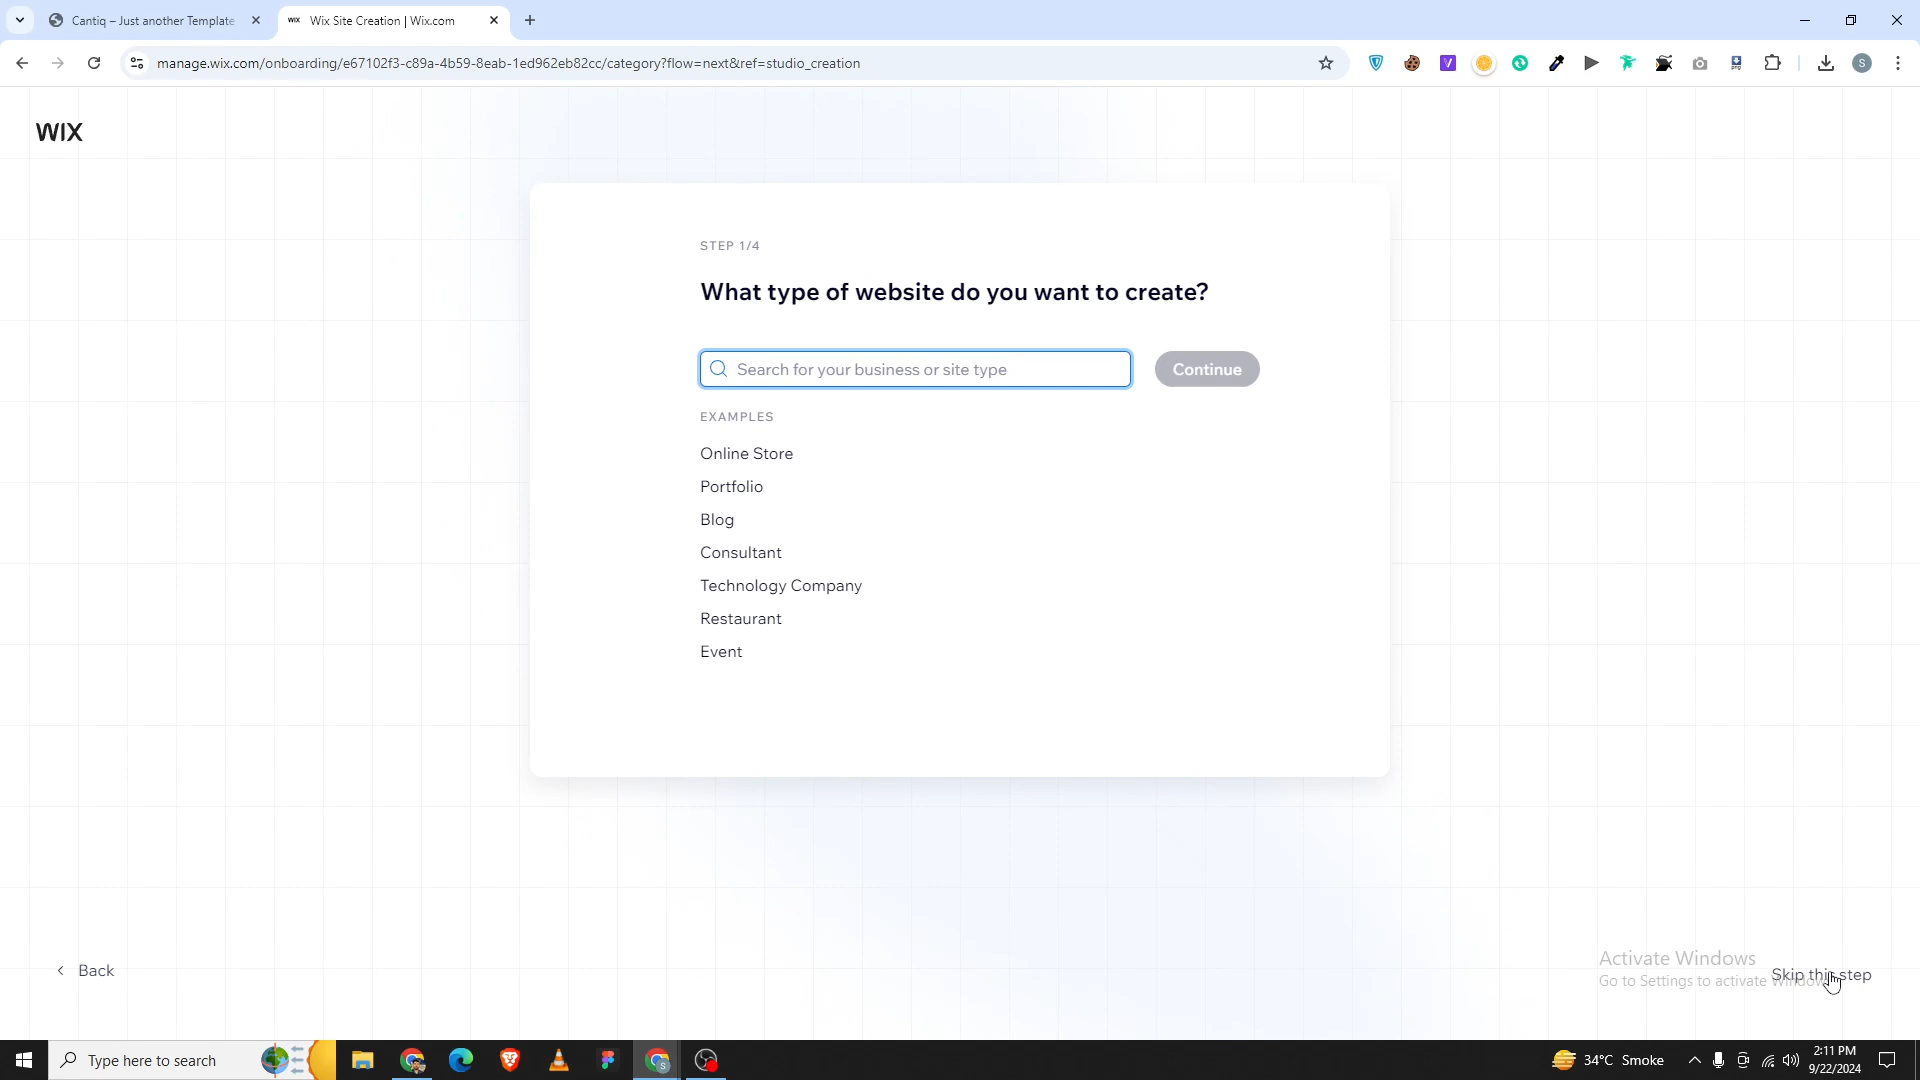 Cantiq – Just another Template
Wix Site Creation | Wix.com
manage.wix.com/onboarding/e67102f3-c89a-4b59-8eab-1ed962eb82cc/category?flow=next&ref=studio_creation
WIX
STEP 1/4
What type of website do you want to create?
Search for your business or site type
Continue
EXAMPLES
Online Store
Portfolio
Blog
Consultant
Technology Company
Restaurant
Event
Back
Activate Windows
Go to Settings to activate Windows
Skip this step
Type here to search
34°C Smoke
2:11 PM
9/22/2024